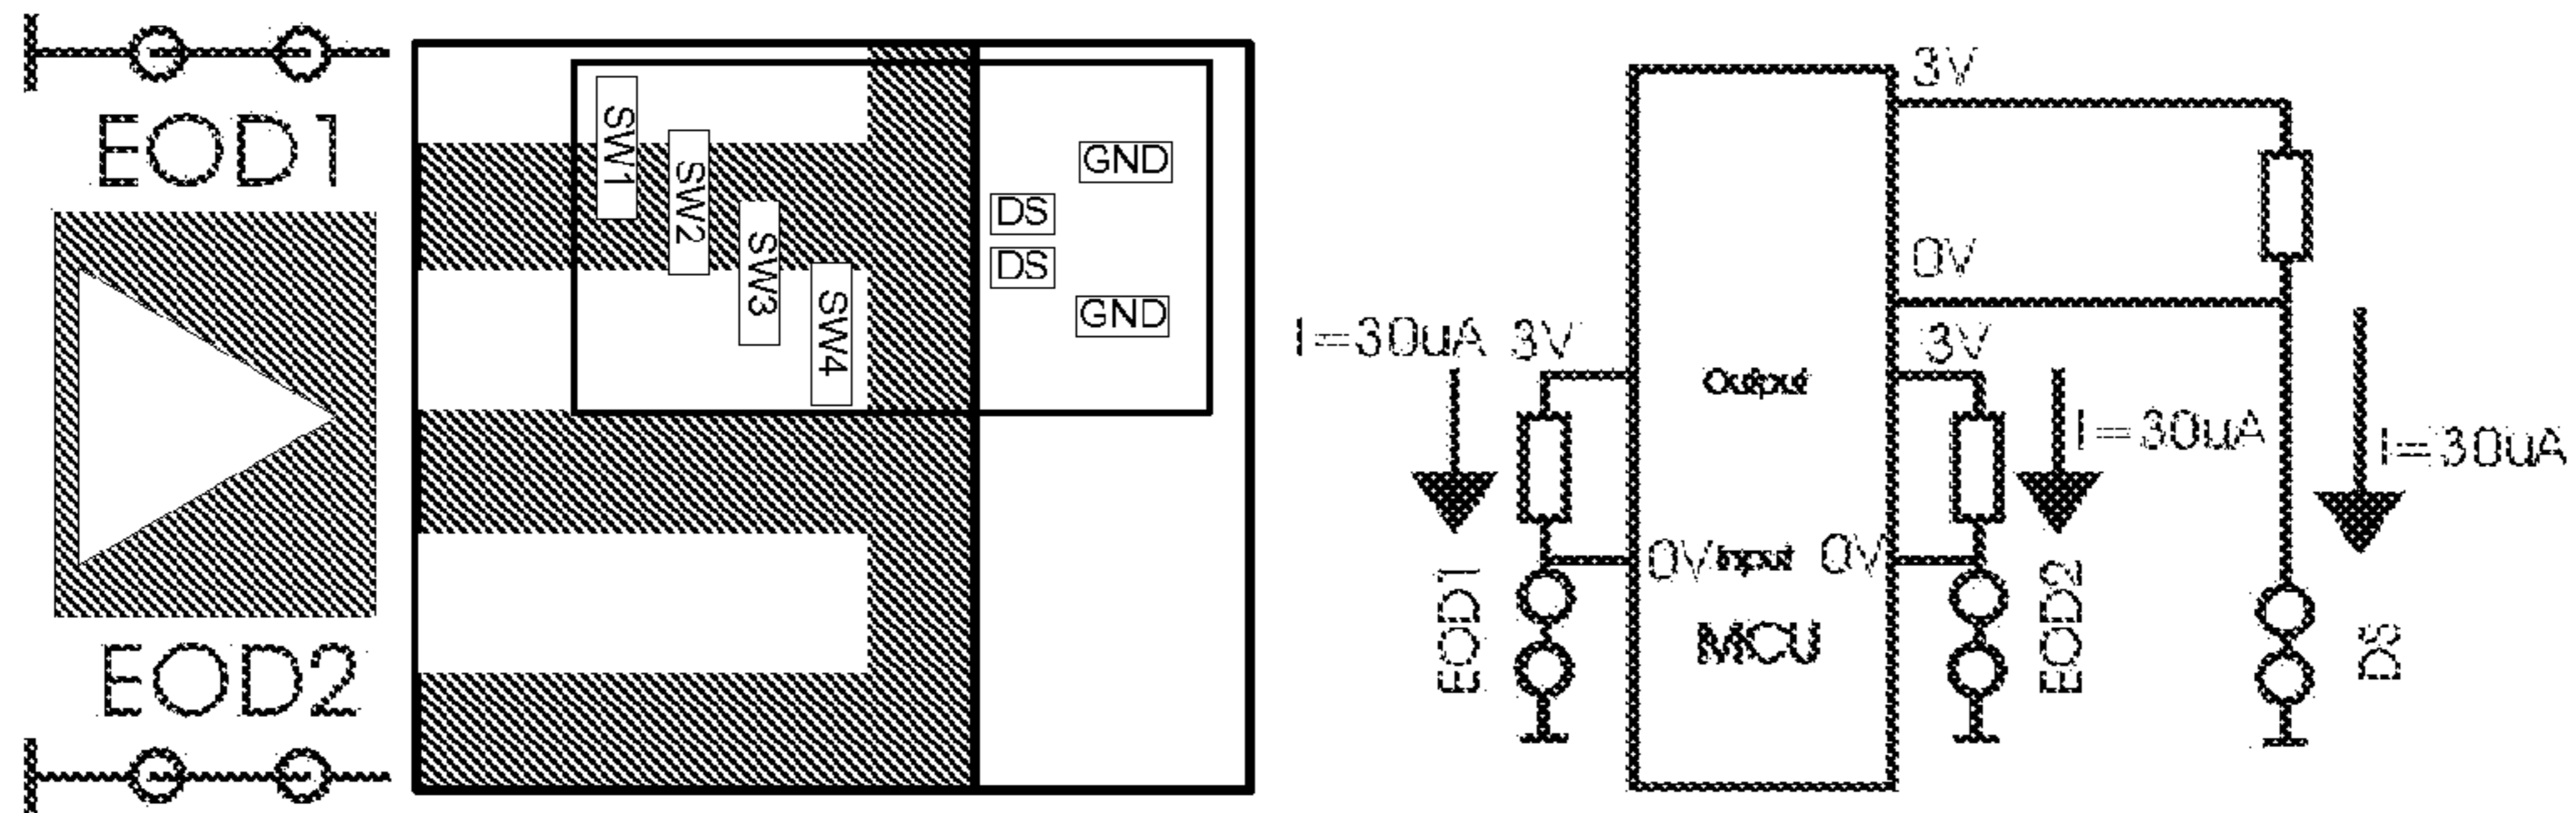 EOD1
EOD2
SW1
SW2
SW3
SW4
GND
DS
DS
GND
3V
0V
I=30uA 3V
3V
Output
I=30uA
I=30uA
0V Input 0V
EOD1
MCU
EOD2
DS